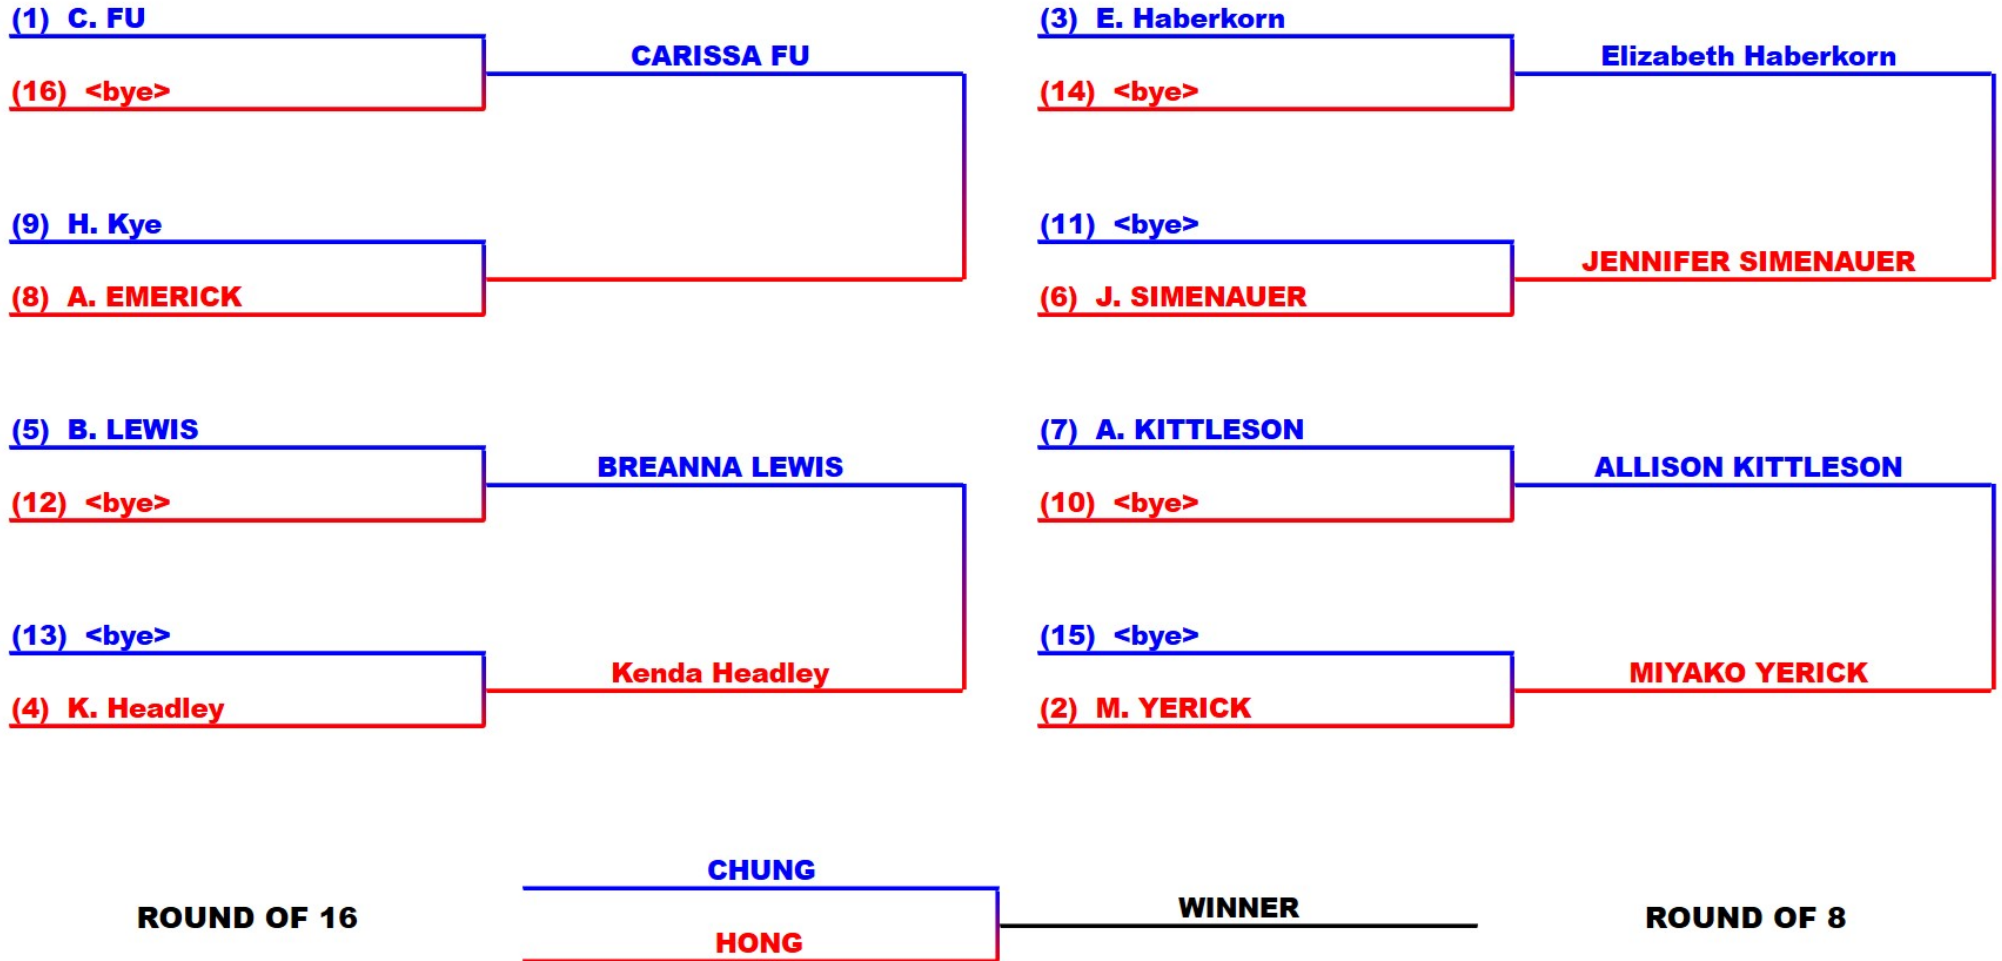 (1) C. FU
CARISSA FU
(16) <bye>
(9) H. Kye
(8) A. EMERICK
(5) B. LEWIS
BREANNA LEWIS
(12) <bye>
(13) <bye>
Kenda Headley
(4) K. Headley
(3) E. Haberkorn
Elizabeth Haberkorn
(14) <bye>
(11) <bye>
JENNIFER SIMENAUER
(6) J. SIMENAUER
(7) A. KITTLESON
ALLISON KITTLESON
(10) <bye>
(15) <bye>
MIYAKO YERICK
(2) M. YERICK
ROUND OF 16
CHUNG
HONG
WINNER
ROUND OF 8